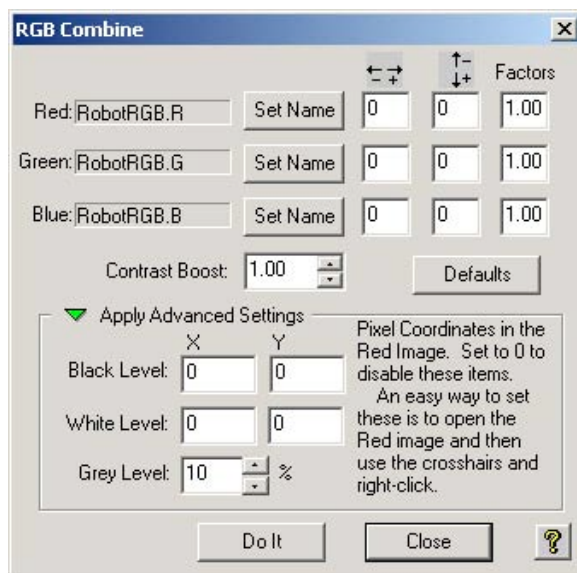 RGB Combine
← → - + ↑- ↓+ Factors
Red: RobotRGB.R Set Name 0 0 1.00
Green: RobotRGB.G Set Name 0 0 1.00
Blue: RobotRGB.B Set Name 0 0 1.00
Contrast Boost: 1.00 Defaults
Apply Advanced Settings
X Y
Black Level: 0 0
White Level: 0 0
Grey Level: 10 %
Pixel Coordinates in the
Red Image. Set to 0 to
disable these items.
An easy way to set
these is to open the
Red image and then
use the crosshairs and
right-click.
Do It Close ?